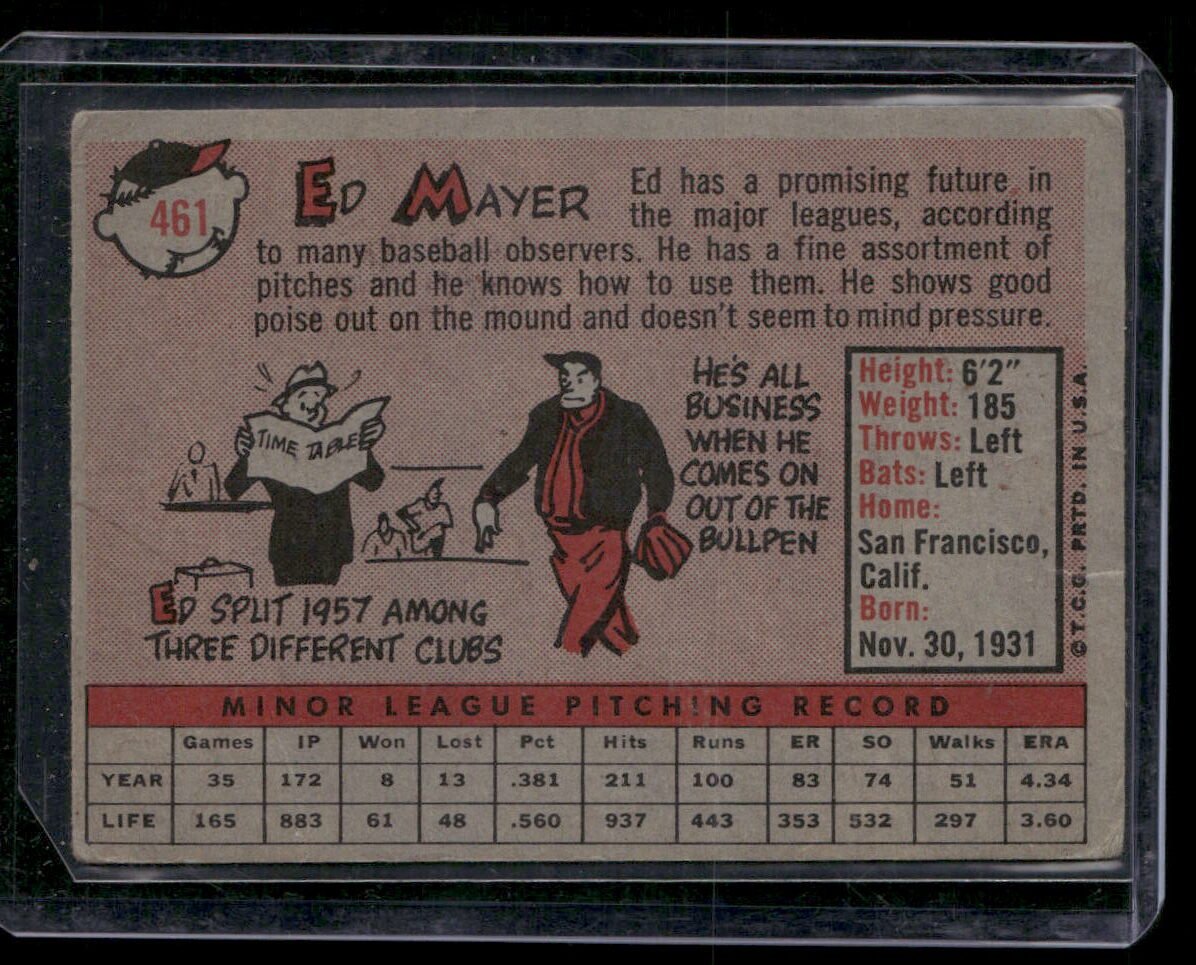 461
ED MAYER
Ed has a promising future in
the major leagues, according
to many baseball observers. He has a fine assortment of
pitches and he knows how to use them. He shows good
poise out on the mound and doesn't seem to mind pressure.
TIME TABLE
ED SPLIT 1957 AMONG
THREE DIFFERENT CLUBS
HE'S ALL
BUSINESS
WHEN HE
COMES ON
OUT OF THE
BULLPEN
Height: 6'2"
Weight: 185
Throws: Left
Bats: Left
Home:
San Francisco,
Calif.
Born:
Nov. 30, 1931
© T.C.G. PRTD. IN U.S.A.
MINOR LEAGUE PITCHING RECORD
Games IP Won Lost Pct Hits Runs ER SO Walks ERA
YEAR 35 172 8 13 .381 211 100 83 74 51 4.34
LIFE 165 883 61 48 .560 937 443 353 532 297 3.60